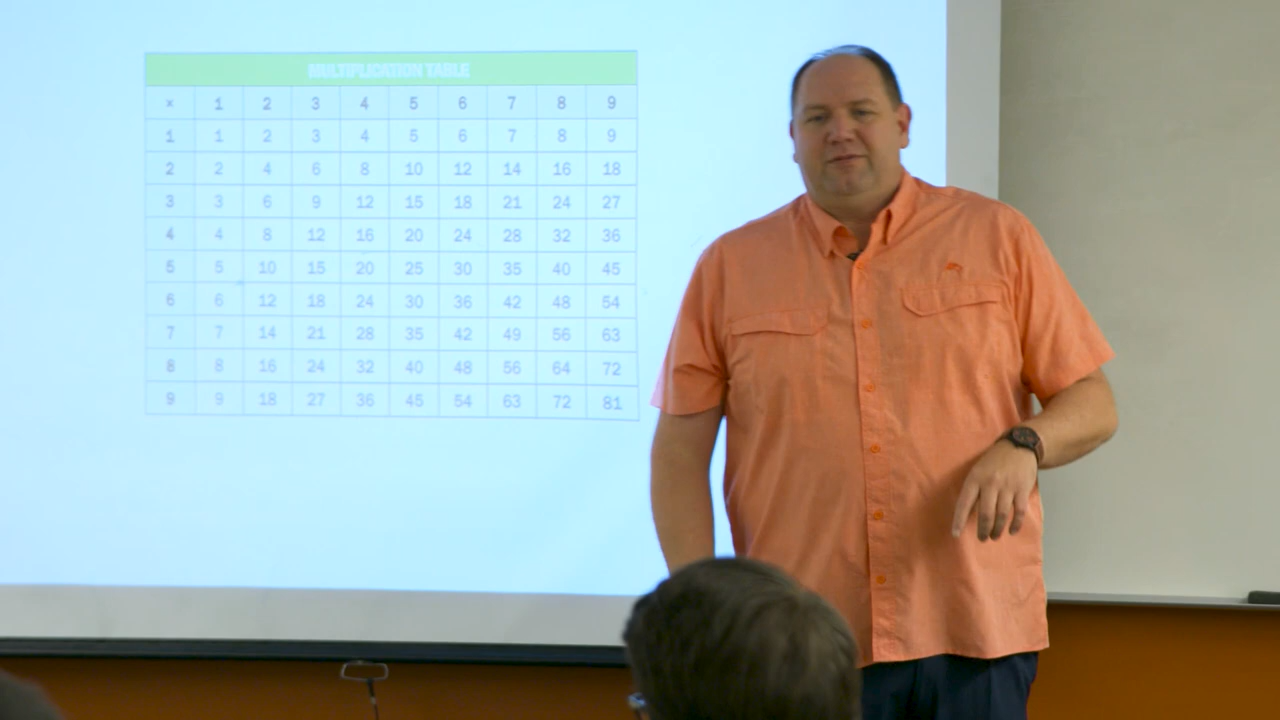 MULTIPLICATION TABLE
× 1 2 3 4 5 6 7 8 9
1 1 2 3 4 5 6 7 8 9
2 2 4 6 8 10 12 14 16 18
3 3 6 9 12 15 18 21 24 27
4 4 8 12 16 20 24 28 32 36
5 5 10 15 20 25 30 35 40 45
6 6 12 18 24 30 36 42 48 54
7 7 14 21 28 35 42 49 56 63
8 8 16 24 32 40 48 56 64 72
9 9 18 27 36 45 54 63 72 81